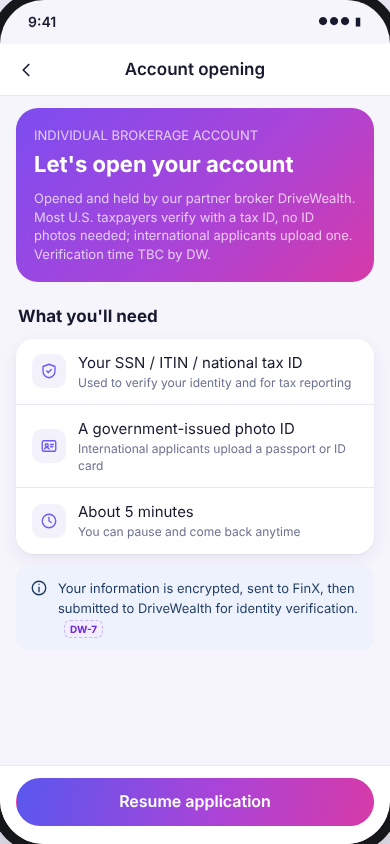 9:41
Account opening
INDIVIDUAL BROKERAGE ACCOUNT
Let's open your account
Opened and held by our partner broker DriveWealth.
Most U.S. taxpayers verify with a tax ID, no ID
photos needed; international applicants upload one.
Verification time TBC by DW.
What you'll need
Your SSN / ITIN / national tax ID
Used to verify your identity and for tax reporting
A government-issued photo ID
International applicants upload a passport or ID
card
About 5 minutes
You can pause and come back anytime
Your information is encrypted, sent to FinX, then
submitted to DriveWealth for identity verification.
DW-7
Resume application